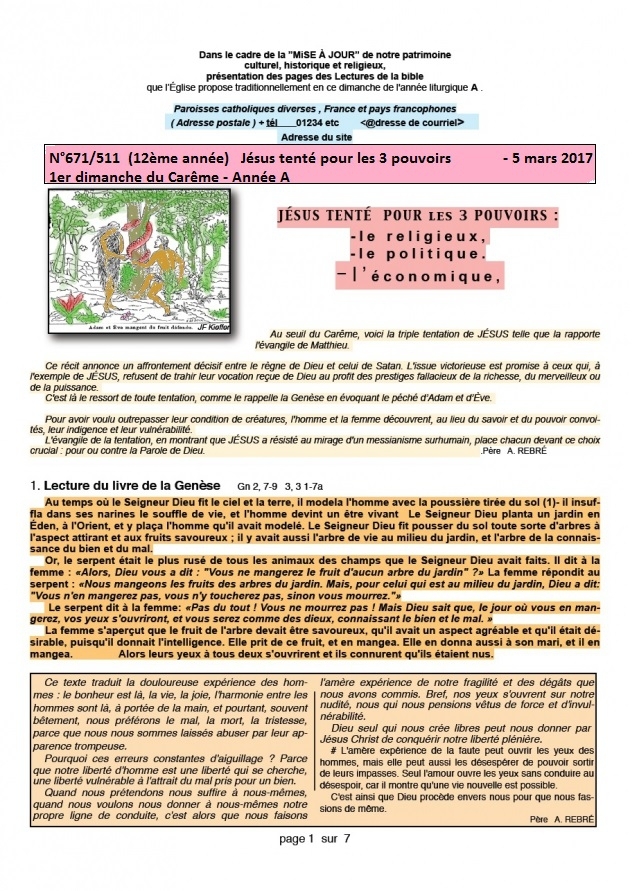 Dans le cadre de la "MiSE À JOUR" de notre patrimoine
culturel, historique et religieux,
présentation des pages des Lectures de la bible
que l'Église propose traditionnellement en ce dimanche de l'année liturgique A .
Paroisses catholiques diverses , France et pays francophones
( Adresse postale ) + tél 01234 etc <@dresse de courriel>
Adresse du site
N°671/511 (12ème année) Jésus tenté pour les 3 pouvoirs - 5 mars 2017
1er dimanche du Carême - Année A
JÉSUS TENTÉ POUR LES 3 POUVOIRS :
-le religieux,
-le politique.
–l'économique,
Adam et Ève mangent du fruit défendu. JF Kieffer
Au seuil du Carême, voici la triple tentation de JÉSUS telle que la rapporte
l'évangile de Matthieu.
Ce récit annonce un affrontement décisif entre le règne de Dieu et celui de Satan. L'issue victorieuse est promise à ceux qui, à
l'exemple de JÉSUS, refusent de trahir leur vocation reçue de Dieu au profit des prestiges fallacieux de la richesse, du merveilleux ou
de la puissance.
C'est là le ressort de toute tentation, comme le rappelle la Genèse en évoquant le péché d'Adam et d'Ève.
Pour avoir voulu outrepasser leur condition de créatures, l'homme et la femme découvrent, au lieu du savoir et du pouvoir convoi-
tés, leur indigence et leur vulnérabilité.
L'évangile de la tentation, en montrant que JÉSUS a résisté au mirage d'un messianisme surhumain, place chacun devant ce choix
crucial : pour ou contre la Parole de Dieu. .Père A. REBRÉ
1. Lecture du livre de la Genèse Gn 2, 7-9 3, 3 1-7a
Au temps où le Seigneur Dieu fit le ciel et la terre, il modela l'homme avec la poussière tirée du sol (1)- il insuf-
fla dans ses narines le souffle de vie, et l'homme devint un être vivant Le Seigneur Dieu planta un jardin en
Éden, à l'Orient, et y plaça l'homme qu'il avait modelé. Le Seigneur Dieu fit pousser du sol toute sorte d'arbres à
l'aspect attirant et aux fruits savoureux ; il y avait aussi l'arbre de vie au milieu du jardin, et l'arbre de la connais-
sance du bien et du mal.
Or, le serpent était le plus rusé de tous les animaux des champs que le Seigneur Dieu avait faits. Il dit à la
femme : «Alors, Dieu vous a dit : "Vous ne mangerez le fruit d'aucun arbre du jardin" ?» La femme répondit au
serpent : «Nous mangeons les fruits des arbres du jardin. Mais, pour celui qui est au milieu du jardin, Dieu a dit:
"Vous n'en mangerez pas, vous n'y toucherez pas, sinon vous mourrez."»
Le serpent dit à la femme: «Pas du tout ! Vous ne mourrez pas ! Mais Dieu sait que, le jour où vous en man-
gerez, vos yeux s'ouvriront, et vous serez comme des dieux, connaissant le bien et le mal. »
La femme s'aperçut que le fruit de l'arbre devait être savoureux, qu'il avait un aspect agréable et qu'il était dé-
sirable, puisqu'il donnait l'intelligence. Elle prit de ce fruit, et en mangea. Elle en donna aussi à son mari, et il en
mangea. Alors leurs yeux à tous deux s'ouvrirent et ils connurent qu'ils étaient nus.
Ce texte traduit la douloureuse expérience des hom-
mes : le bonheur est là, la vie, la joie, l'harmonie entre les
hommes sont là, à portée de la main, et pourtant, souvent
bêtement, nous préférons le mal, la mort, la tristesse,
parce que nous nous sommes laissés abuser par leur ap-
parence trompeuse.
Pourquoi ces erreurs constantes d'aiguillage ? Parce
que notre liberté d'homme est une liberté qui se cherche,
une liberté vulnérable à l'attrait du mal pris pour un bien.
Quand nous prétendons nous suffire à nous-mêmes,
quand nous voulons nous donner à nous-mêmes notre
propre ligne de conduite, c'est alors que nous faisons
l'amère expérience de notre fragilité et des dégâts que
nous avons commis. Bref, nos yeux s'ouvrent sur notre
nudité, nous qui nous pensions vêtus de force et d'invul-
nérabilité.
Dieu seul qui nous crée libres peut nous donner par
Jésus Christ de conquérir notre liberté plénière.
# L'amère expérience de la faute peut ouvrir les yeux des
hommes, mais elle peut aussi les désespérer de pouvoir sortir
de leurs impasses. Seul l'amour ouvre les yeux sans conduire au
désespoir, car il montre qu'une vie nouvelle est possible.
C'est ainsi que Dieu procède envers nous pour que nous fas-
sions de même.
Père A. REBRÉ
page 1 sur 7